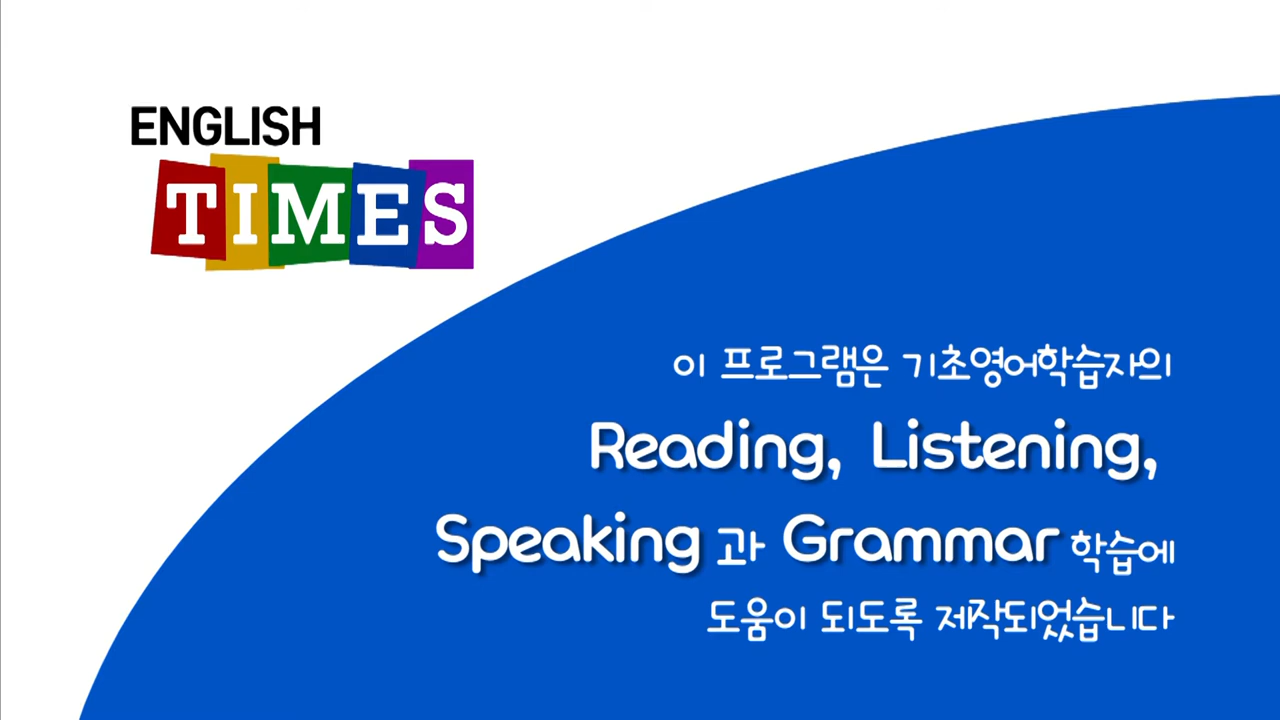 ENGLISH
TIMES
이 프로그램은 기초영어학습자의
Reading, Listening,
Speaking 과 Grammar 학습에
도움이 되도록 제작되었습니다